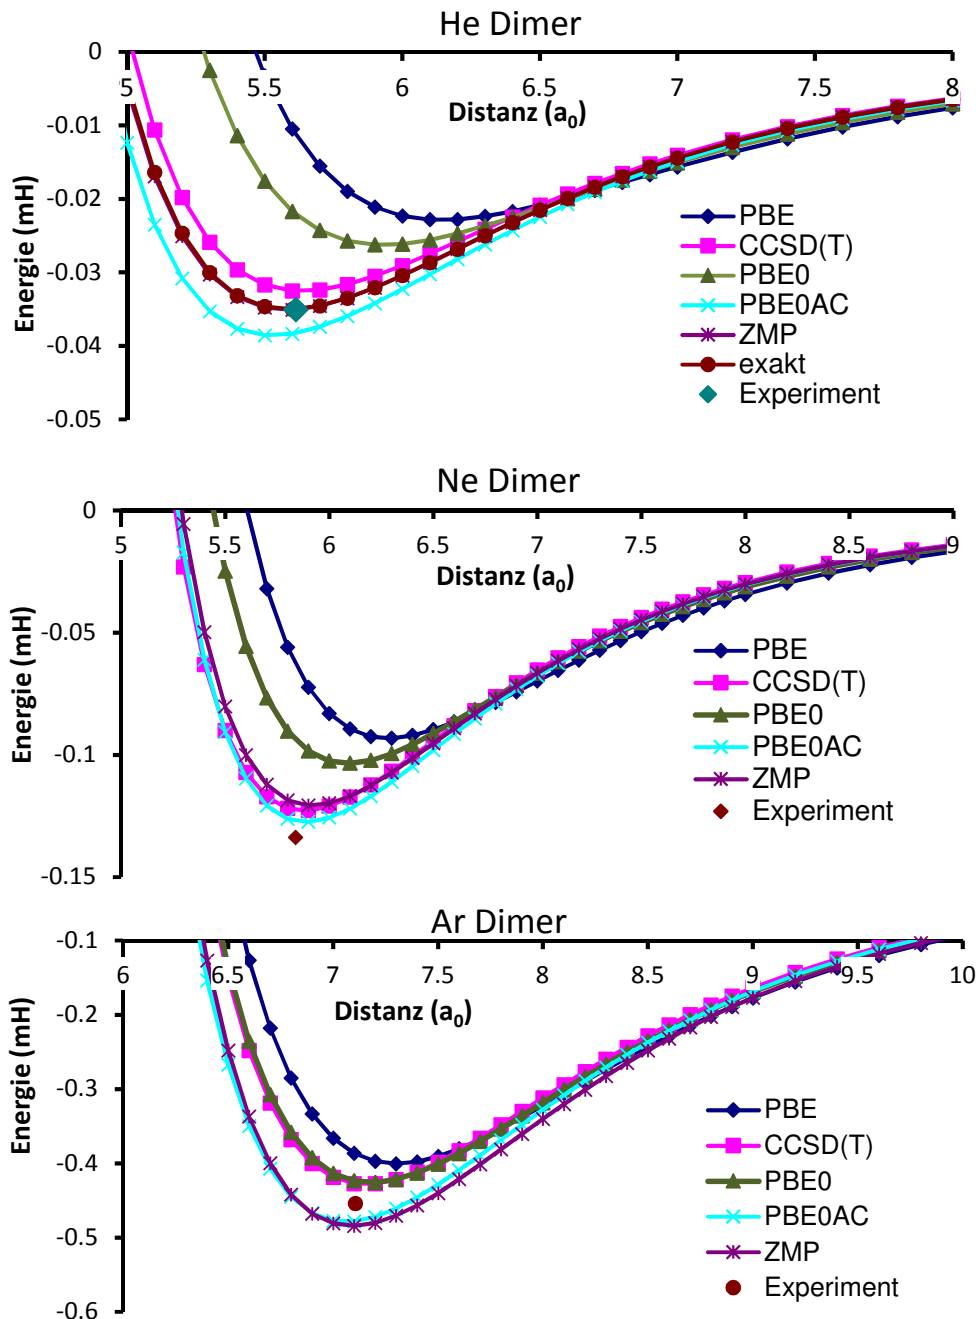 He Dimer
0
5 5.5 6 6.5 7 7.5 8
Distanz (a0)
-0.01
-0.02
-0.03
-0.04
-0.05
Energie (mH)
PBE
CCSD(T)
PBE0
PBE0AC
ZMP
exakt
Experiment
Ne Dimer
0
5 5.5 6 6.5 7 7.5 8 8.5 9
Distanz (a0)
-0.05
-0.1
-0.15
Energie (mH)
PBE
CCSD(T)
PBE0
PBE0AC
ZMP
Experiment
Ar Dimer
-0.1
6 6.5 7 7.5 8 8.5 9 9.5 10
Distanz (a0)
-0.2
-0.3
-0.4
-0.5
-0.6
Energie (mH)
PBE
CCSD(T)
PBE0
PBE0AC
ZMP
Experiment